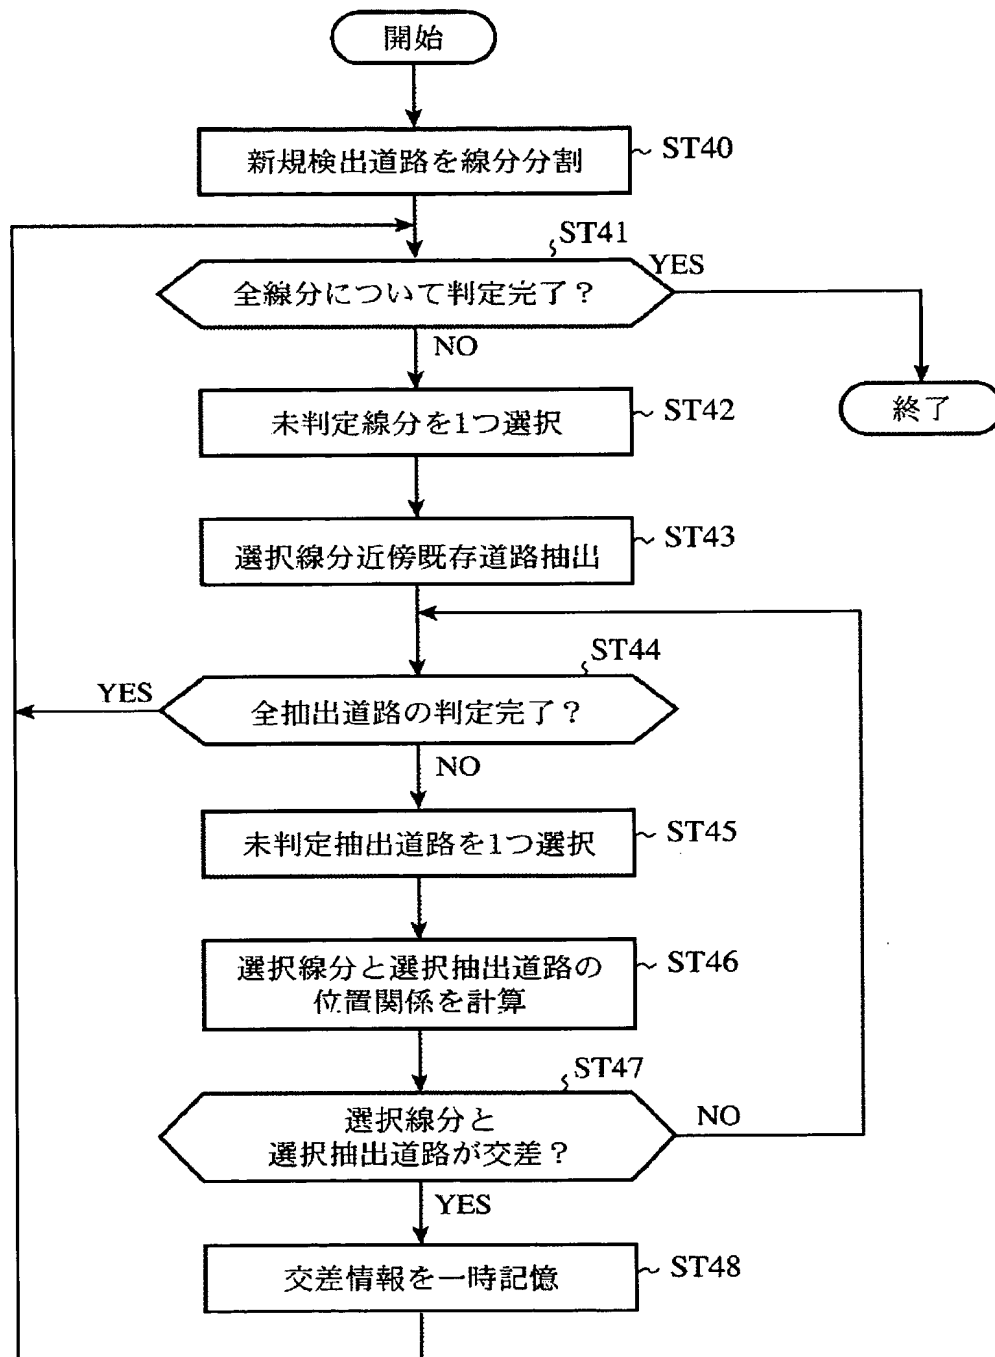 開始
新規検出道路を線分分割
ST40
ST41
YES
全線分について判定完了？
NO
終了
未判定線分を1つ選択
ST42
選択線分近傍既存道路抽出
ST43
ST44
YES
全抽出道路の判定完了？
NO
未判定抽出道路を1つ選択
ST45
選択線分と選択抽出道路の
位置関係を計算
ST46
ST47
選択線分と
選択抽出道路が交差？
NO
YES
交差情報を一時記憶
ST48